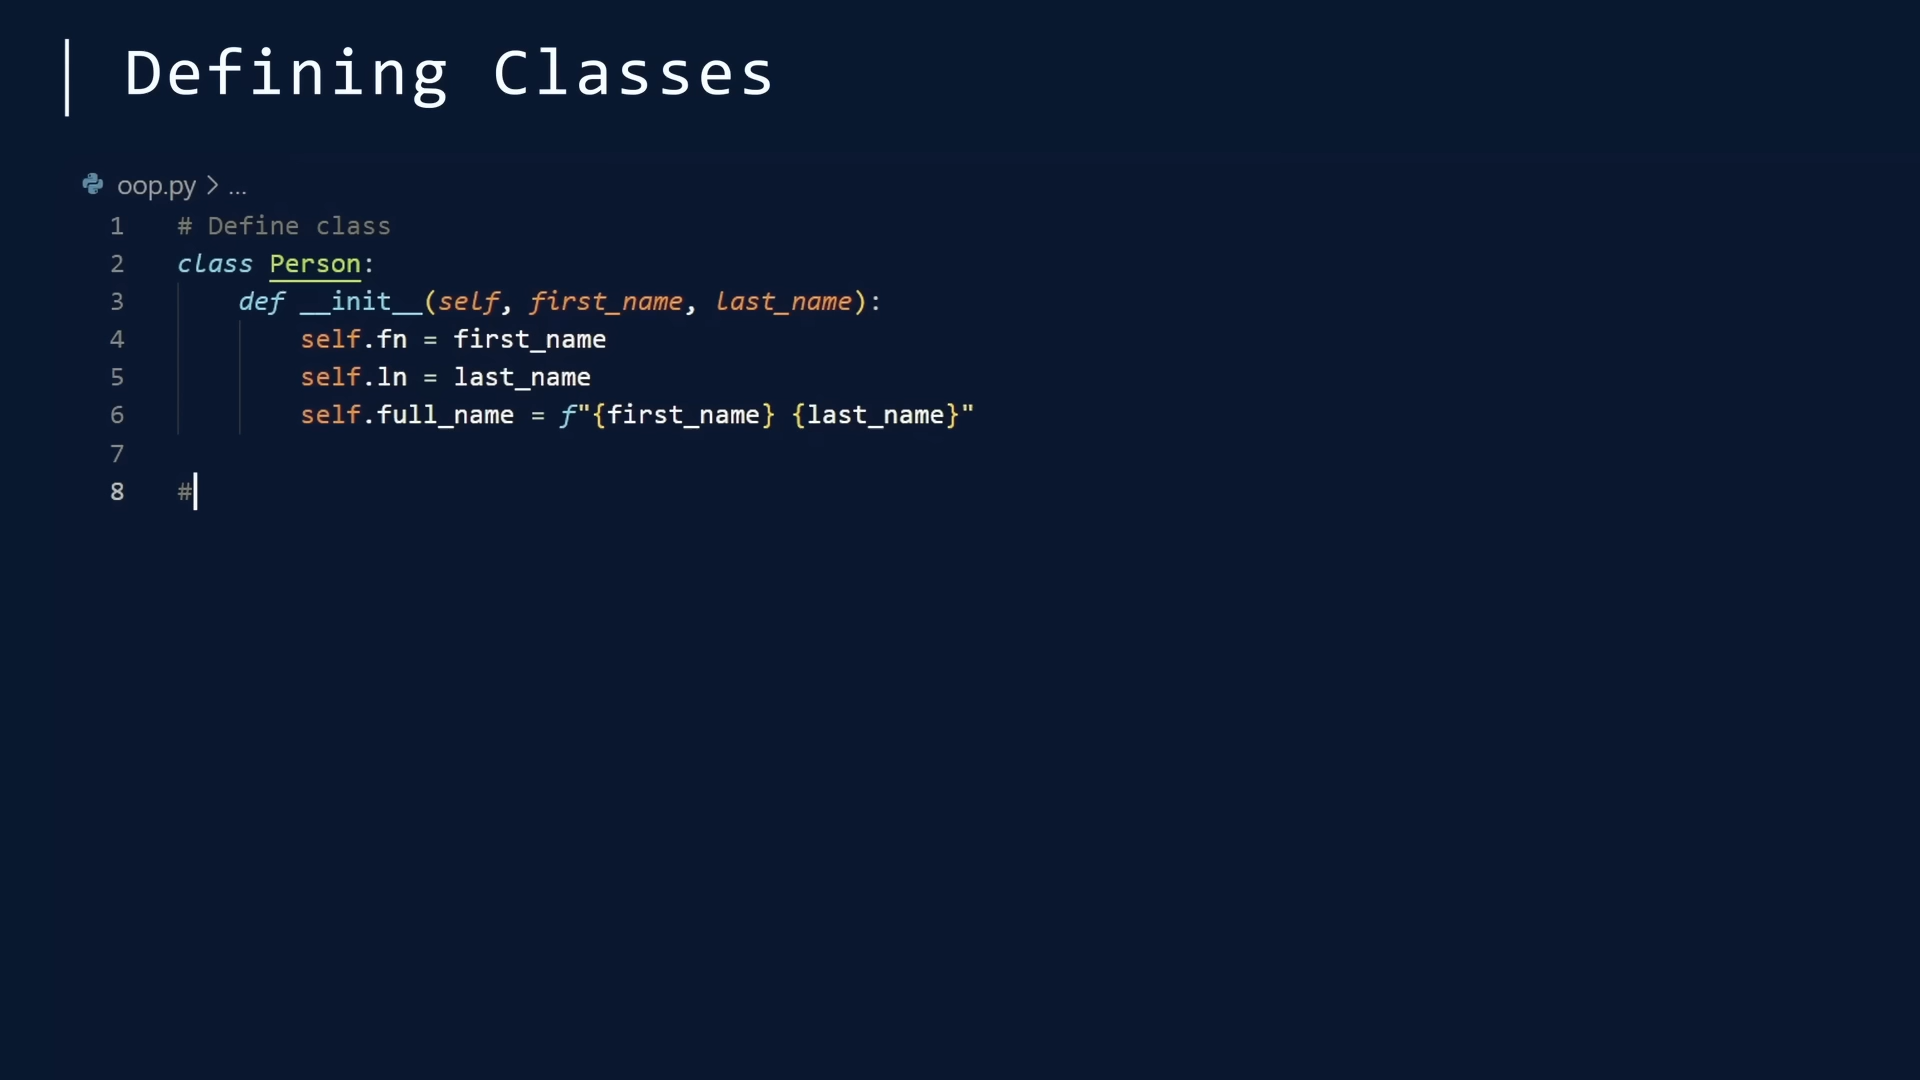 Defining Classes
oop.py > ...
1 # Define class
2 class Person:
3     def __init__(self, first_name, last_name):
4         self.fn = first_name
5         self.ln = last_name
6         self.full_name = f"{first_name} {last_name}"
7
8 #